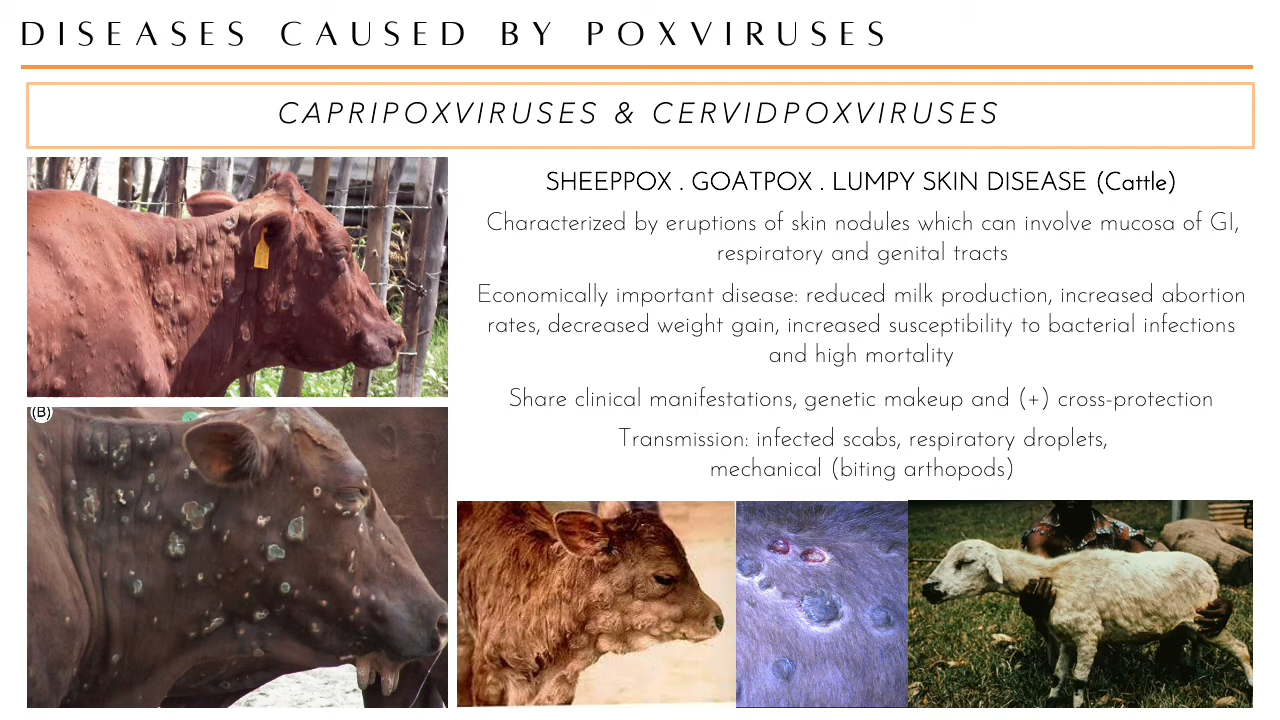 DISEASES CAUSED BY POXVIRUSES
CAPRIPOXVIRUSES & CERVIDPOXVIRUSES
SHEEPPOX . GOATPOX . LUMPY SKIN DISEASE (Cattle)
Characterized by eruptions of skin nodules which can involve mucosa of GI,
respiratory and genital tracts
Economically important disease: reduced milk production, increased abortion
rates, decreased weight gain, increased susceptibility to bacterial infections
and high mortality
Share clinical manifestations, genetic makeup and (+) cross-protection
Transmission: infected scabs, respiratory droplets,
mechanical (biting arthopods)
(B)